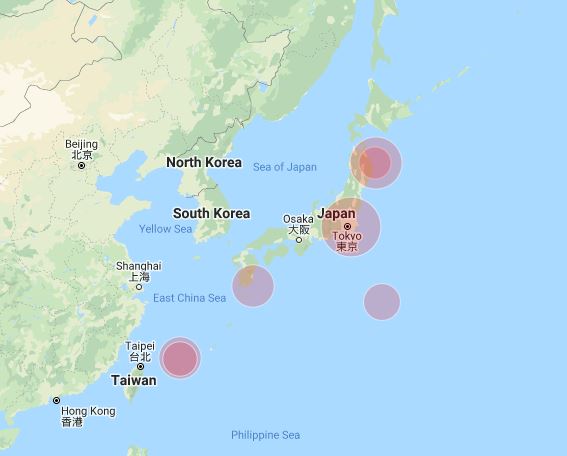 Beijing
北京
North Korea
Sea of Japan
South Korea
Japan
Osaka
大阪
Yellow Sea
Tokyo
東京
Shanghai
上海
East China Sea
Taipei
台北
Taiwan
Hong Kong
香港
Philippine Sea